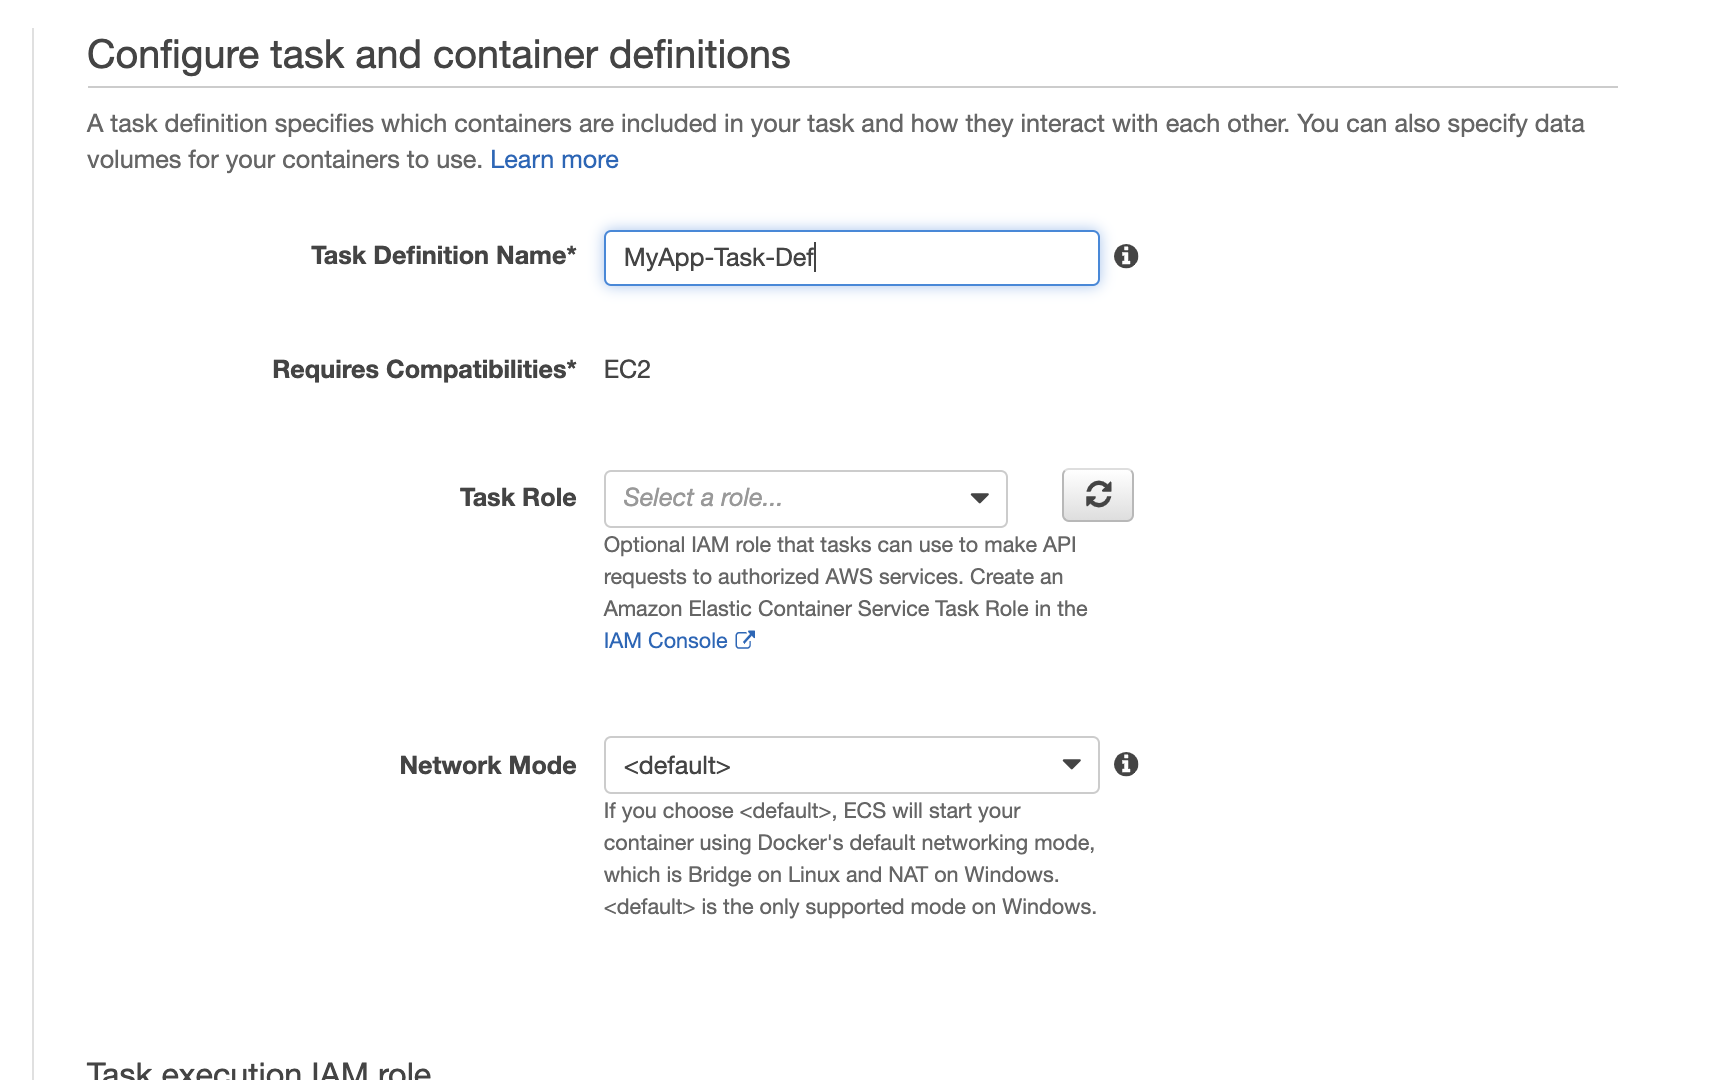 Configure task and container definitions
A task definition specifies which containers are included in your task and how they interact with each other. You can also specify data
volumes for your containers to use. Learn more
Task Definition Name* MyApp-Task-Def
Requires Compatibilities* EC2
Task Role Select a role...
Optional IAM role that tasks can use to make API
requests to authorized AWS services. Create an
Amazon Elastic Container Service Task Role in the
IAM Console
Network Mode <default>
If you choose <default>, ECS will start your
container using Docker's default networking mode,
which is Bridge on Linux and NAT on Windows.
<default> is the only supported mode on Windows.
Task execution IAM role